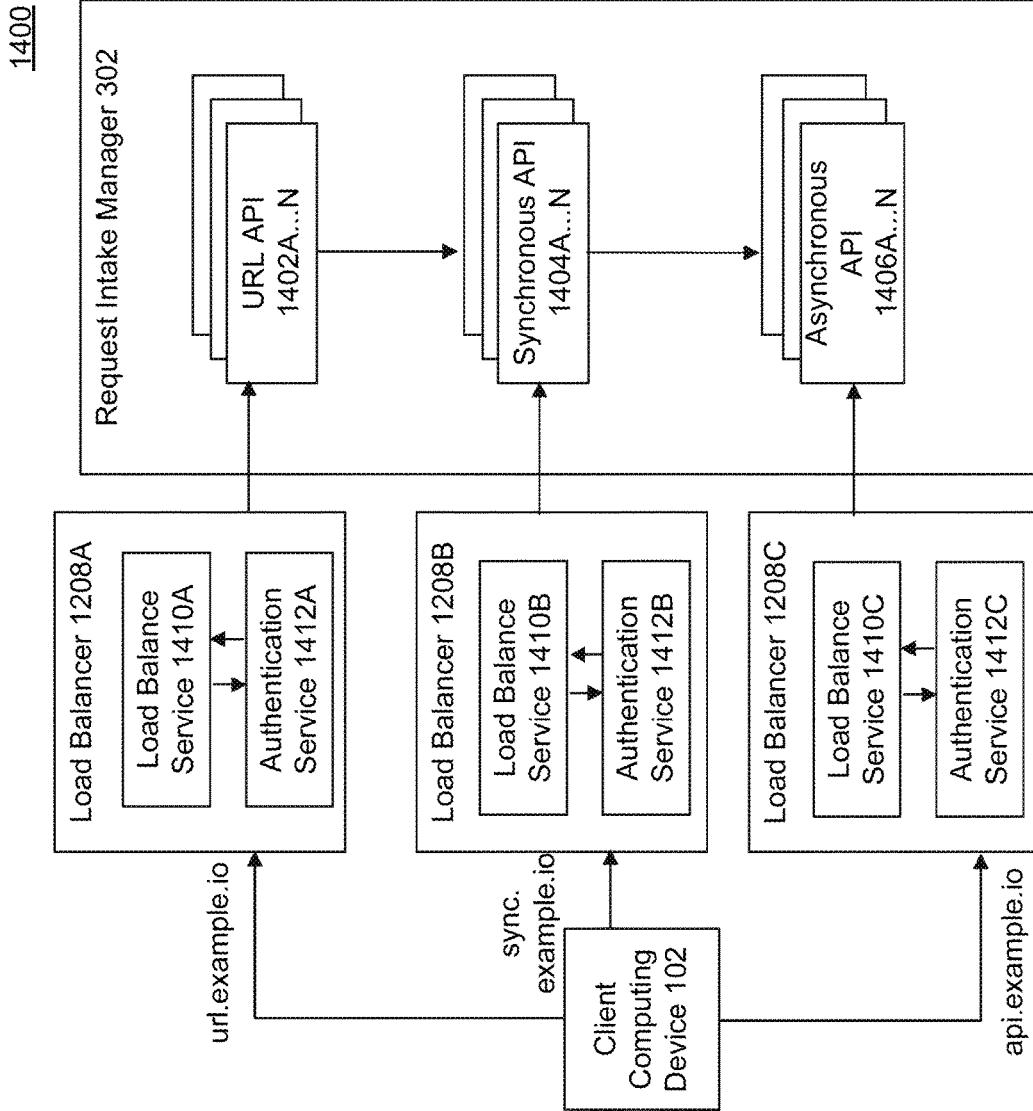 1400
Request Intake Manager 302
URL API
1402A...N
Synchronous API
1404A...N
Asynchronous
API
1406A...N
Load Balancer 1208A
Load Balance
Service 1410A
Authentication
Service 1412A
Load Balancer 1208B
Load Balance
Service 1410B
Authentication
Service 1412B
Load Balancer 1208C
Load Balance
Service 1410C
Authentication
Service 1412C
url.example.io
sync.
example.io
api.example.io
Client
Computing
Device 102